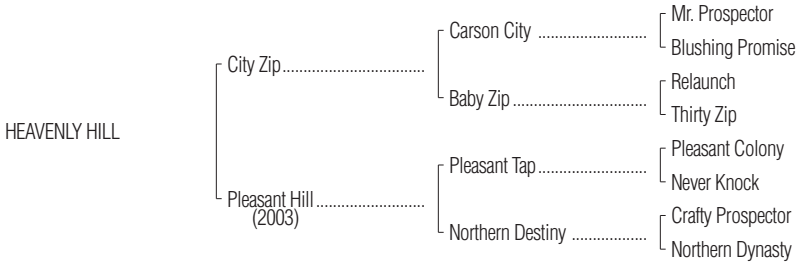 Mr. Prospector
Carson City ........................
Blushing Promise
City Zip................................
Relaunch
Baby Zip..............................
Thirty Zip
HEAVENLY HILL
Pleasant Colony
Pleasant Tap.........................
Never Knock
Pleasant Hill ........................
(2003)
Crafty Prospector
Northern Destiny .................
Northern Dynasty